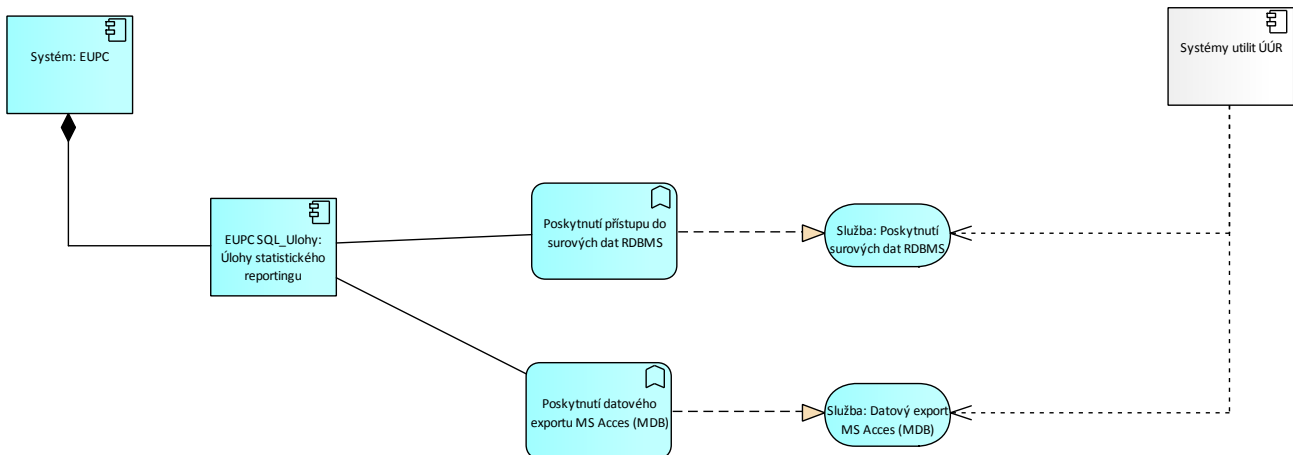 Systém: EUPC
Systémy utilit ÚÚR
EUPC SQL_Ulohy:
Úlohy statistického
reportingu
Poskytnutí přístupu do
surových dat RDBMS
Služba: Poskytnutí
surových dat RDBMS
Poskytnutí datového
exportu MS Acces (MDB)
Služba: Datový export
MS Acces (MDB)